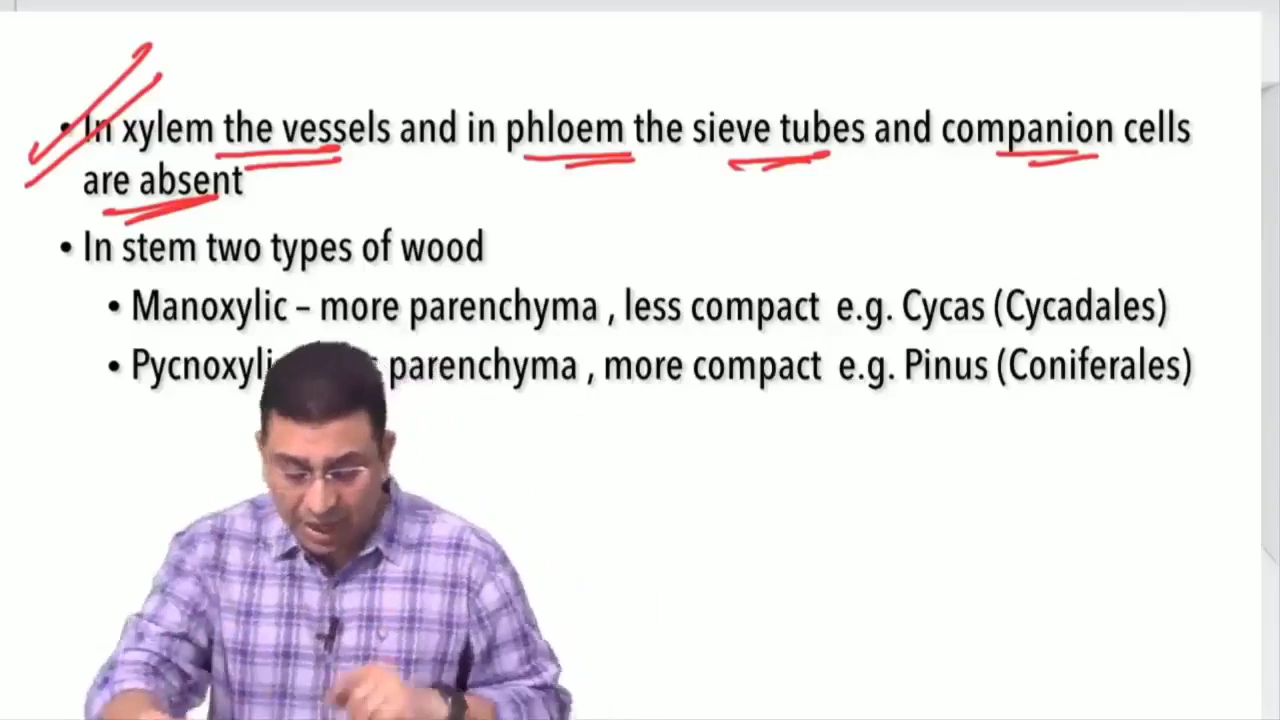 • In xylem the vessels and in phloem the sieve tubes and companion cells
are absent
• In stem two types of wood
• Manoxylic – more parenchyma , less compact e.g. Cycas (Cycadales)
• Pycnoxylic parenchyma , more compact e.g. Pinus (Coniferales)